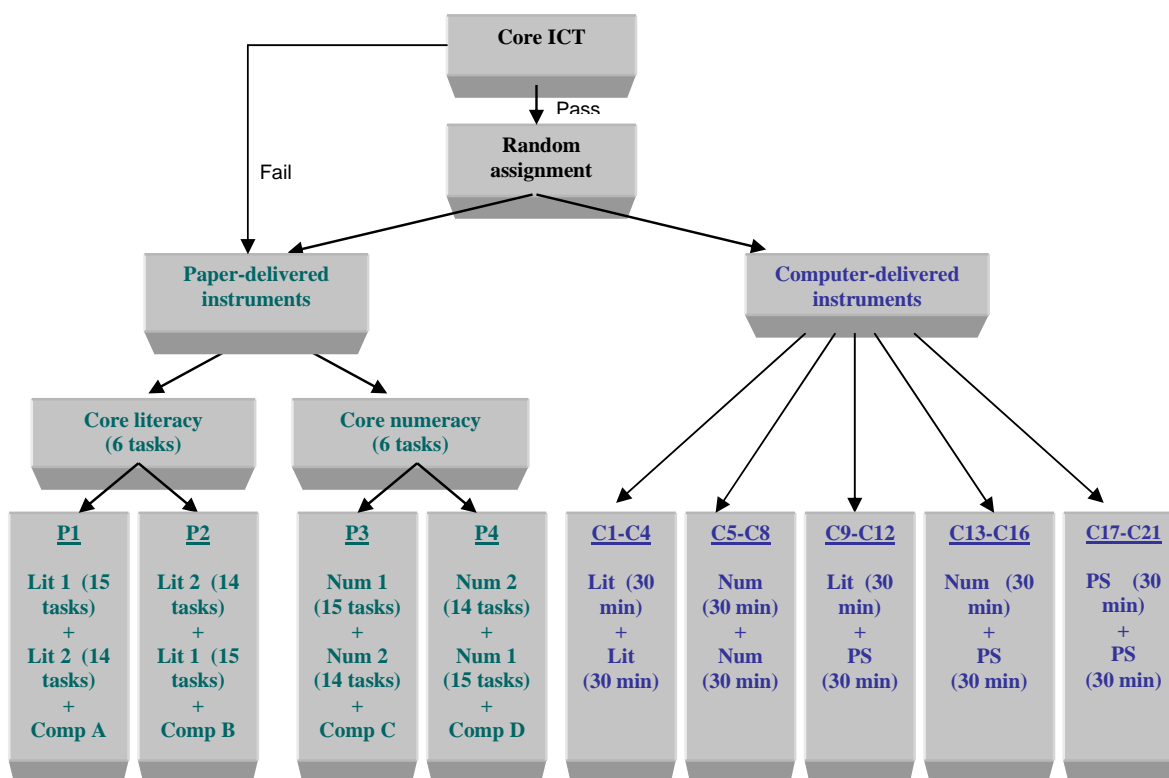 Core ICT
Pass
Random
assignment
Fail
Paper-delivered
instruments
Computer-delivered
instruments
Core literacy
(6 tasks)
Core numeracy
(6 tasks)
P1
Lit 1 (15
tasks)
+
Lit 2 (14
tasks)
+
Comp A
P2
Lit 2 (14
tasks)
+
Lit 1 (15
tasks)
+
Comp B
P3
Num 1
(15 tasks)
+
Num 2
(14 tasks)
+
Comp C
P4
Num 2
(14 tasks)
+
Num 1
(15 tasks)
+
Comp D
C1-C4
Lit (30
min)
+
Lit
(30 min)
C5-C8
Num
(30 min)
+
Num
(30 min)
C9-C12
Lit (30
min)
+
PS
(30 min)
C13-C16
Num (30
min)
+
PS
(30 min)
C17-C21
PS (30
min)
+
PS
(30 min)